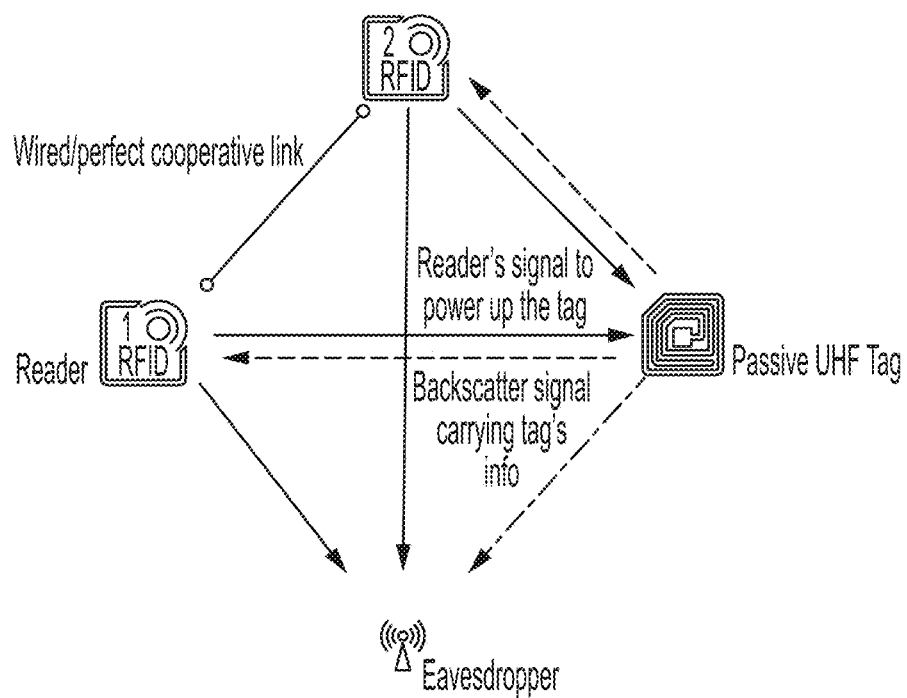 2
RFID
Wired/perfect cooperative link
Reader's signal to
power up the tag
1
RFID
Reader
Passive UHF Tag
Backscatter signal
carrying tag's
info
Eavesdropper